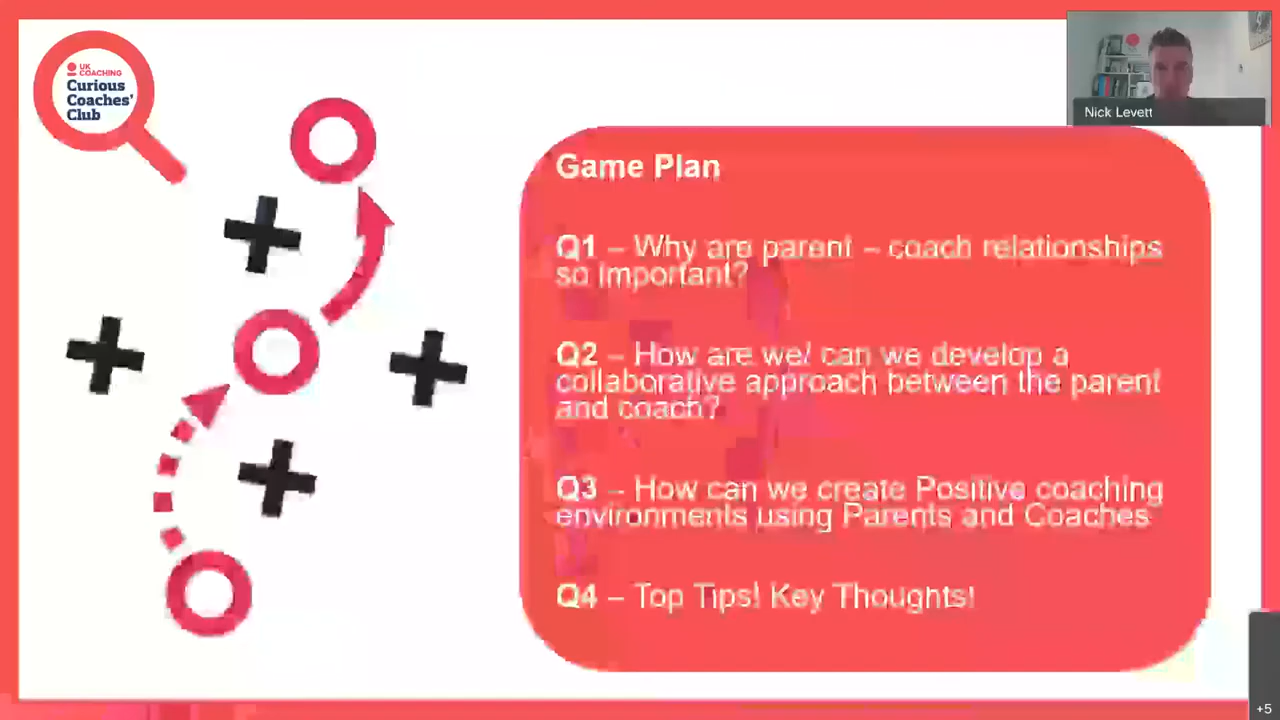 UK
COACHING
Curious
Coaches'
Club
Nick Levett
Game Plan
Q1 – Why are parent – coach relationships
so important?
Q2 – How are we/ can we develop a
collaborative approach between the parent
and coach?
Q3 – How can we create Positive coaching
environments using Parents and Coaches
Q4 – Top Tips! Key Thoughts!
+5